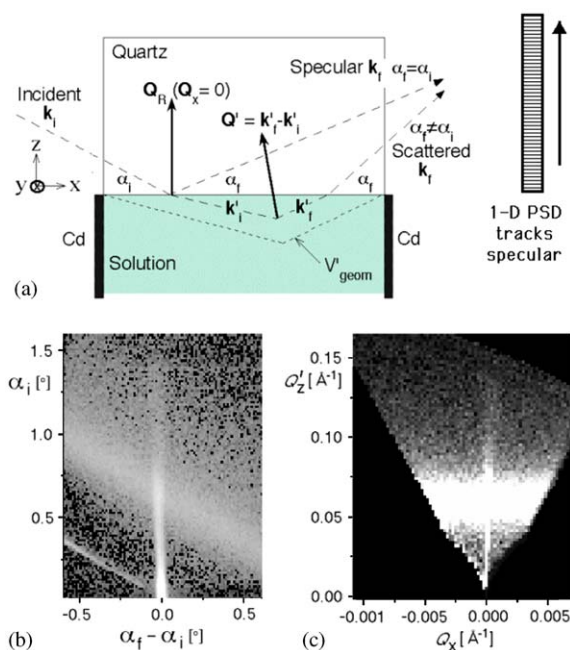 Quartz
Incident
k_i
Q_R (Q_x = 0)
Specular k_f α_f=α_i
Q' = k'_f-k'_i
α_f≠α_i
Scattered
k_f
z
y x
α_i
α_f
α_f
k'_i
k'_f
Cd
Cd
Solution
V'_geom
1-D PSD
tracks
specular
(a)
1.5
α_i [°]
1.0
0.5
-0.5 0.0 0.5
α_f − α_i [°]
(b)
0.15
Q'_z [Å⁻¹]
0.10
0.05
0.00
-0.001 0.000 0.005
Q_x [Å⁻¹]
(c)